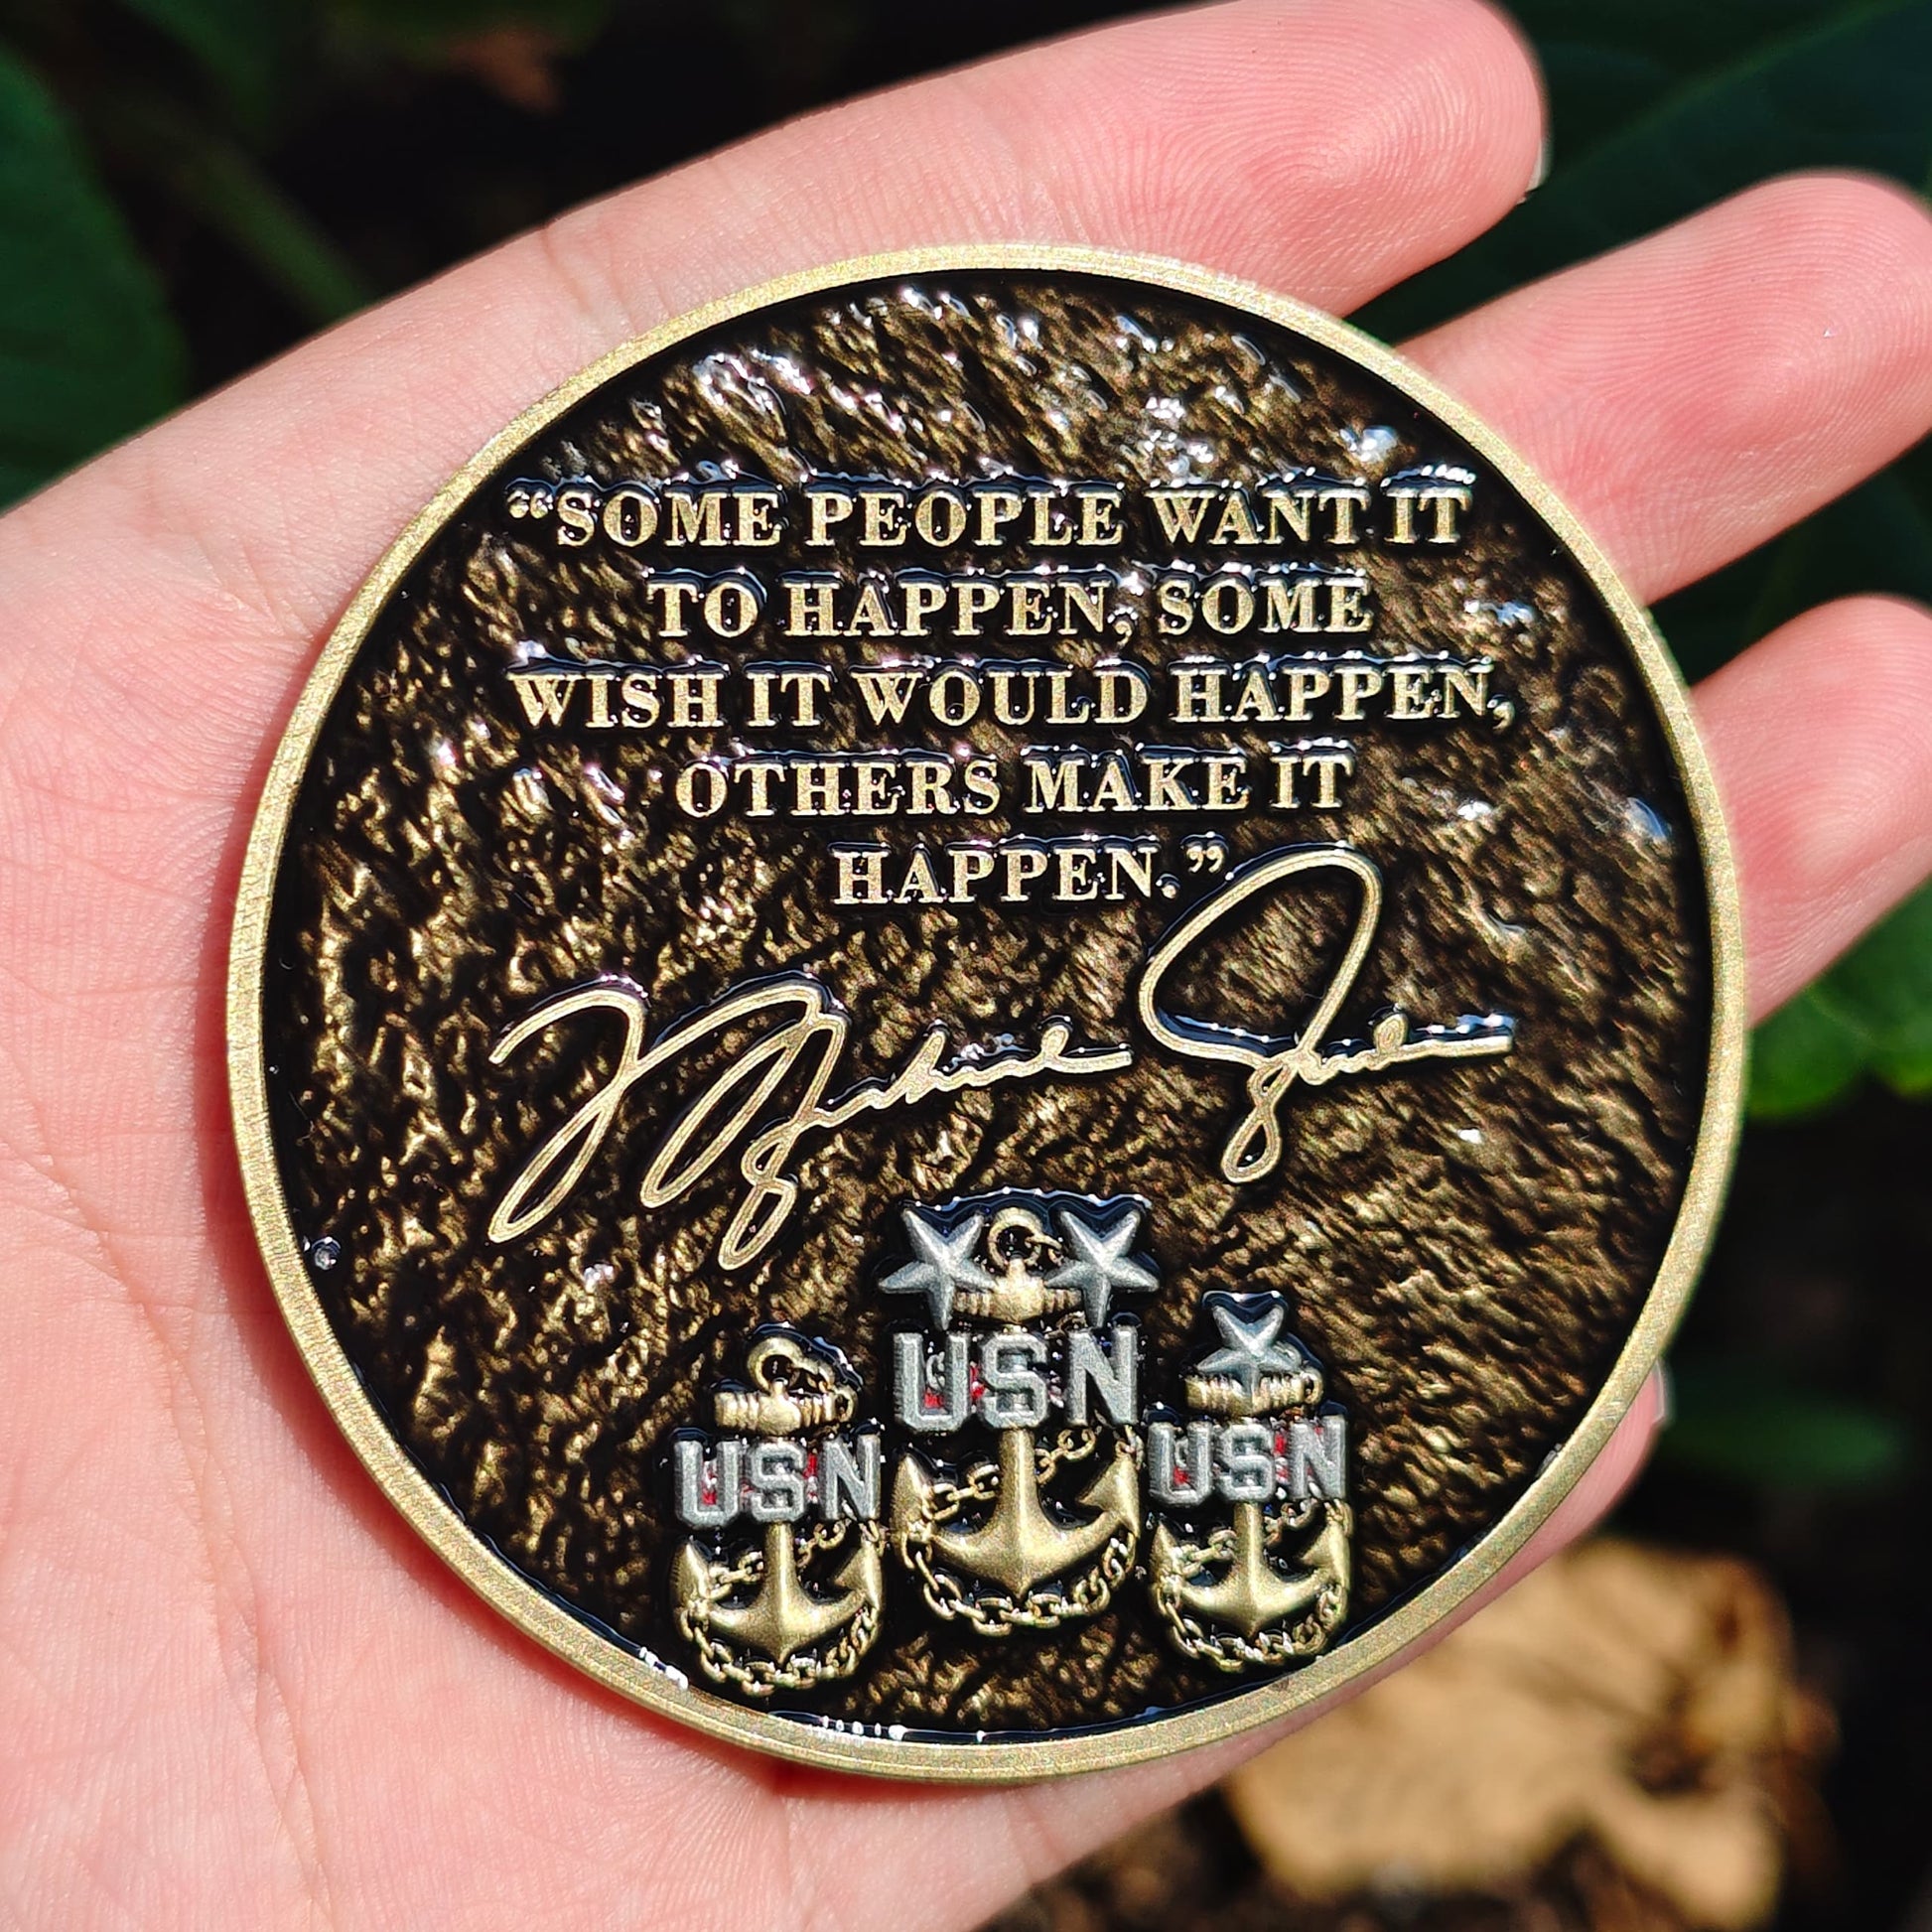 “SOME PEOPLE WANT IT
TO HAPPEN, SOME
WISH IT WOULD HAPPEN,
OTHERS MAKE IT
HAPPEN.”
USN
USN
USN